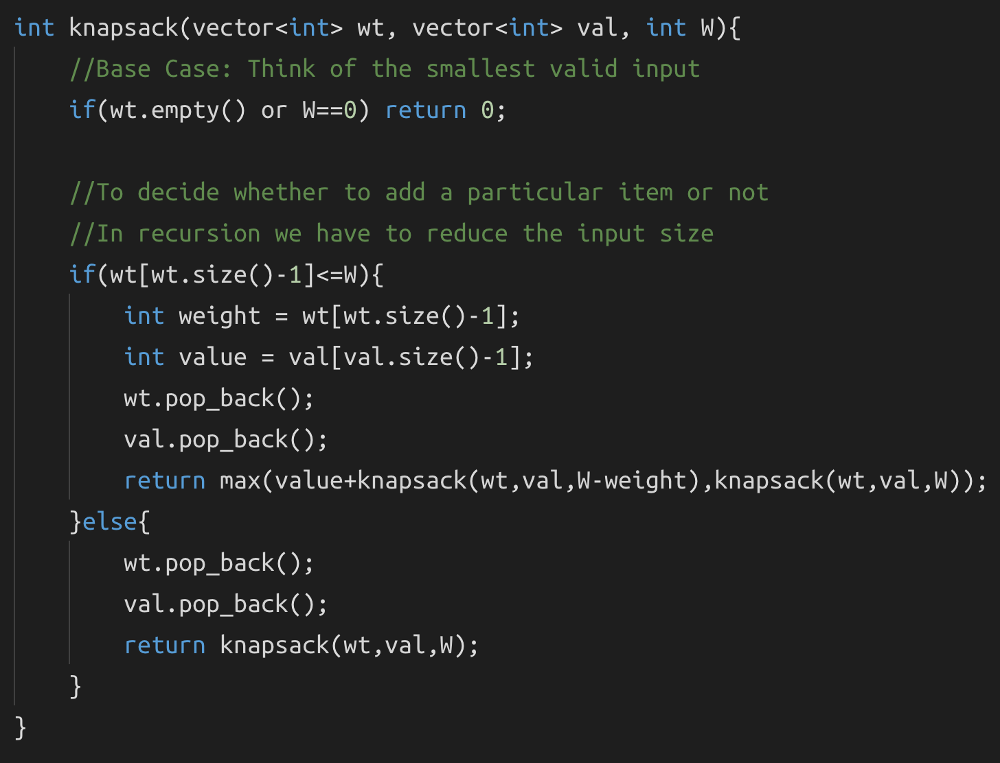 int knapsack(vector<int> wt, vector<int> val, int W){
    //Base Case: Think of the smallest valid input
    if(wt.empty() or W==0) return 0;

    //To decide whether to add a particular item or not
    //In recursion we have to reduce the input size
    if(wt[wt.size()-1]<=W){
        int weight = wt[wt.size()-1];
        int value = val[val.size()-1];
        wt.pop_back();
        val.pop_back();
        return max(value+knapsack(wt,val,W-weight),knapsack(wt,val,W));
    }else{
        wt.pop_back();
        val.pop_back();
        return knapsack(wt,val,W);
    }
}